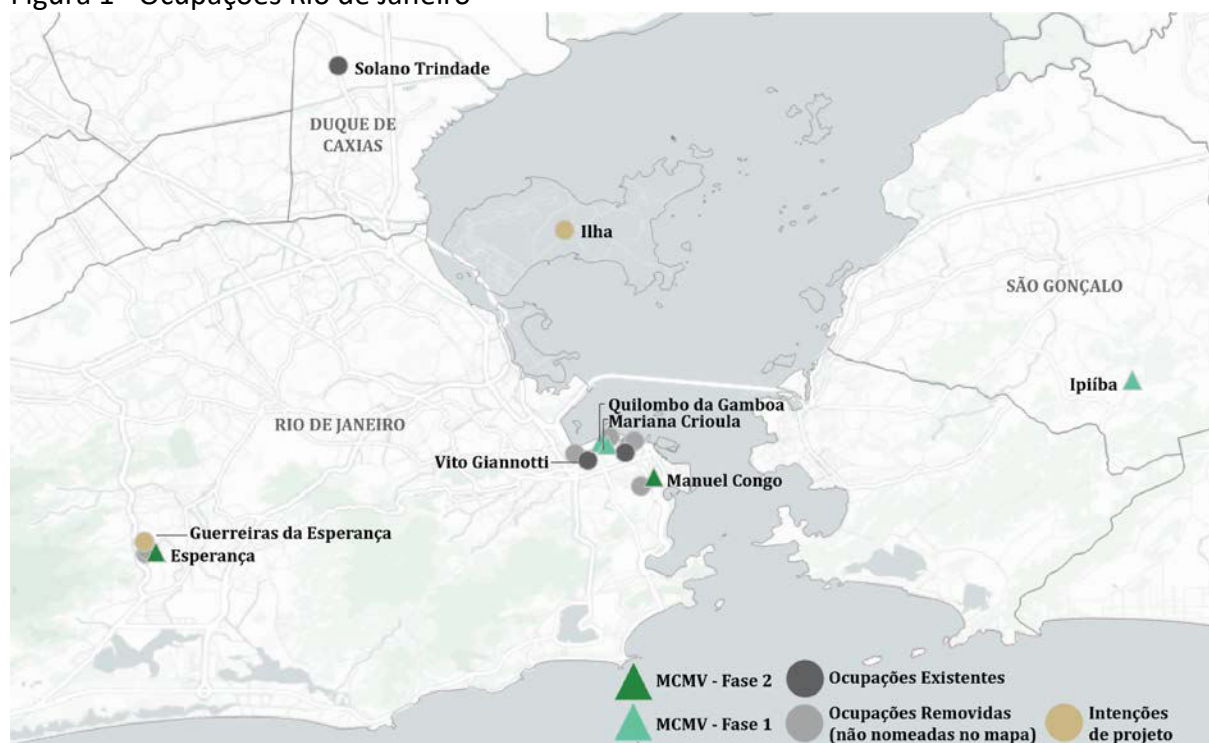 Figura 1 - Ocupações Rio de Janeiro
Solano Trindade
DUQUE DE
CAXIAS
Ilha
SÃO GONÇALO
Ipiíba
Quilombo da Gamboa
Mariana Crioula
RIO DE JANEIRO
Vito Giannotti
Manuel Congo
Guerreiras da Esperança
Esperança
MCMV - Fase 2
Ocupações Existentes
MCMV - Fase 1
Ocupações Removidas
(não nomeadas no mapa)
Intenções
de projeto